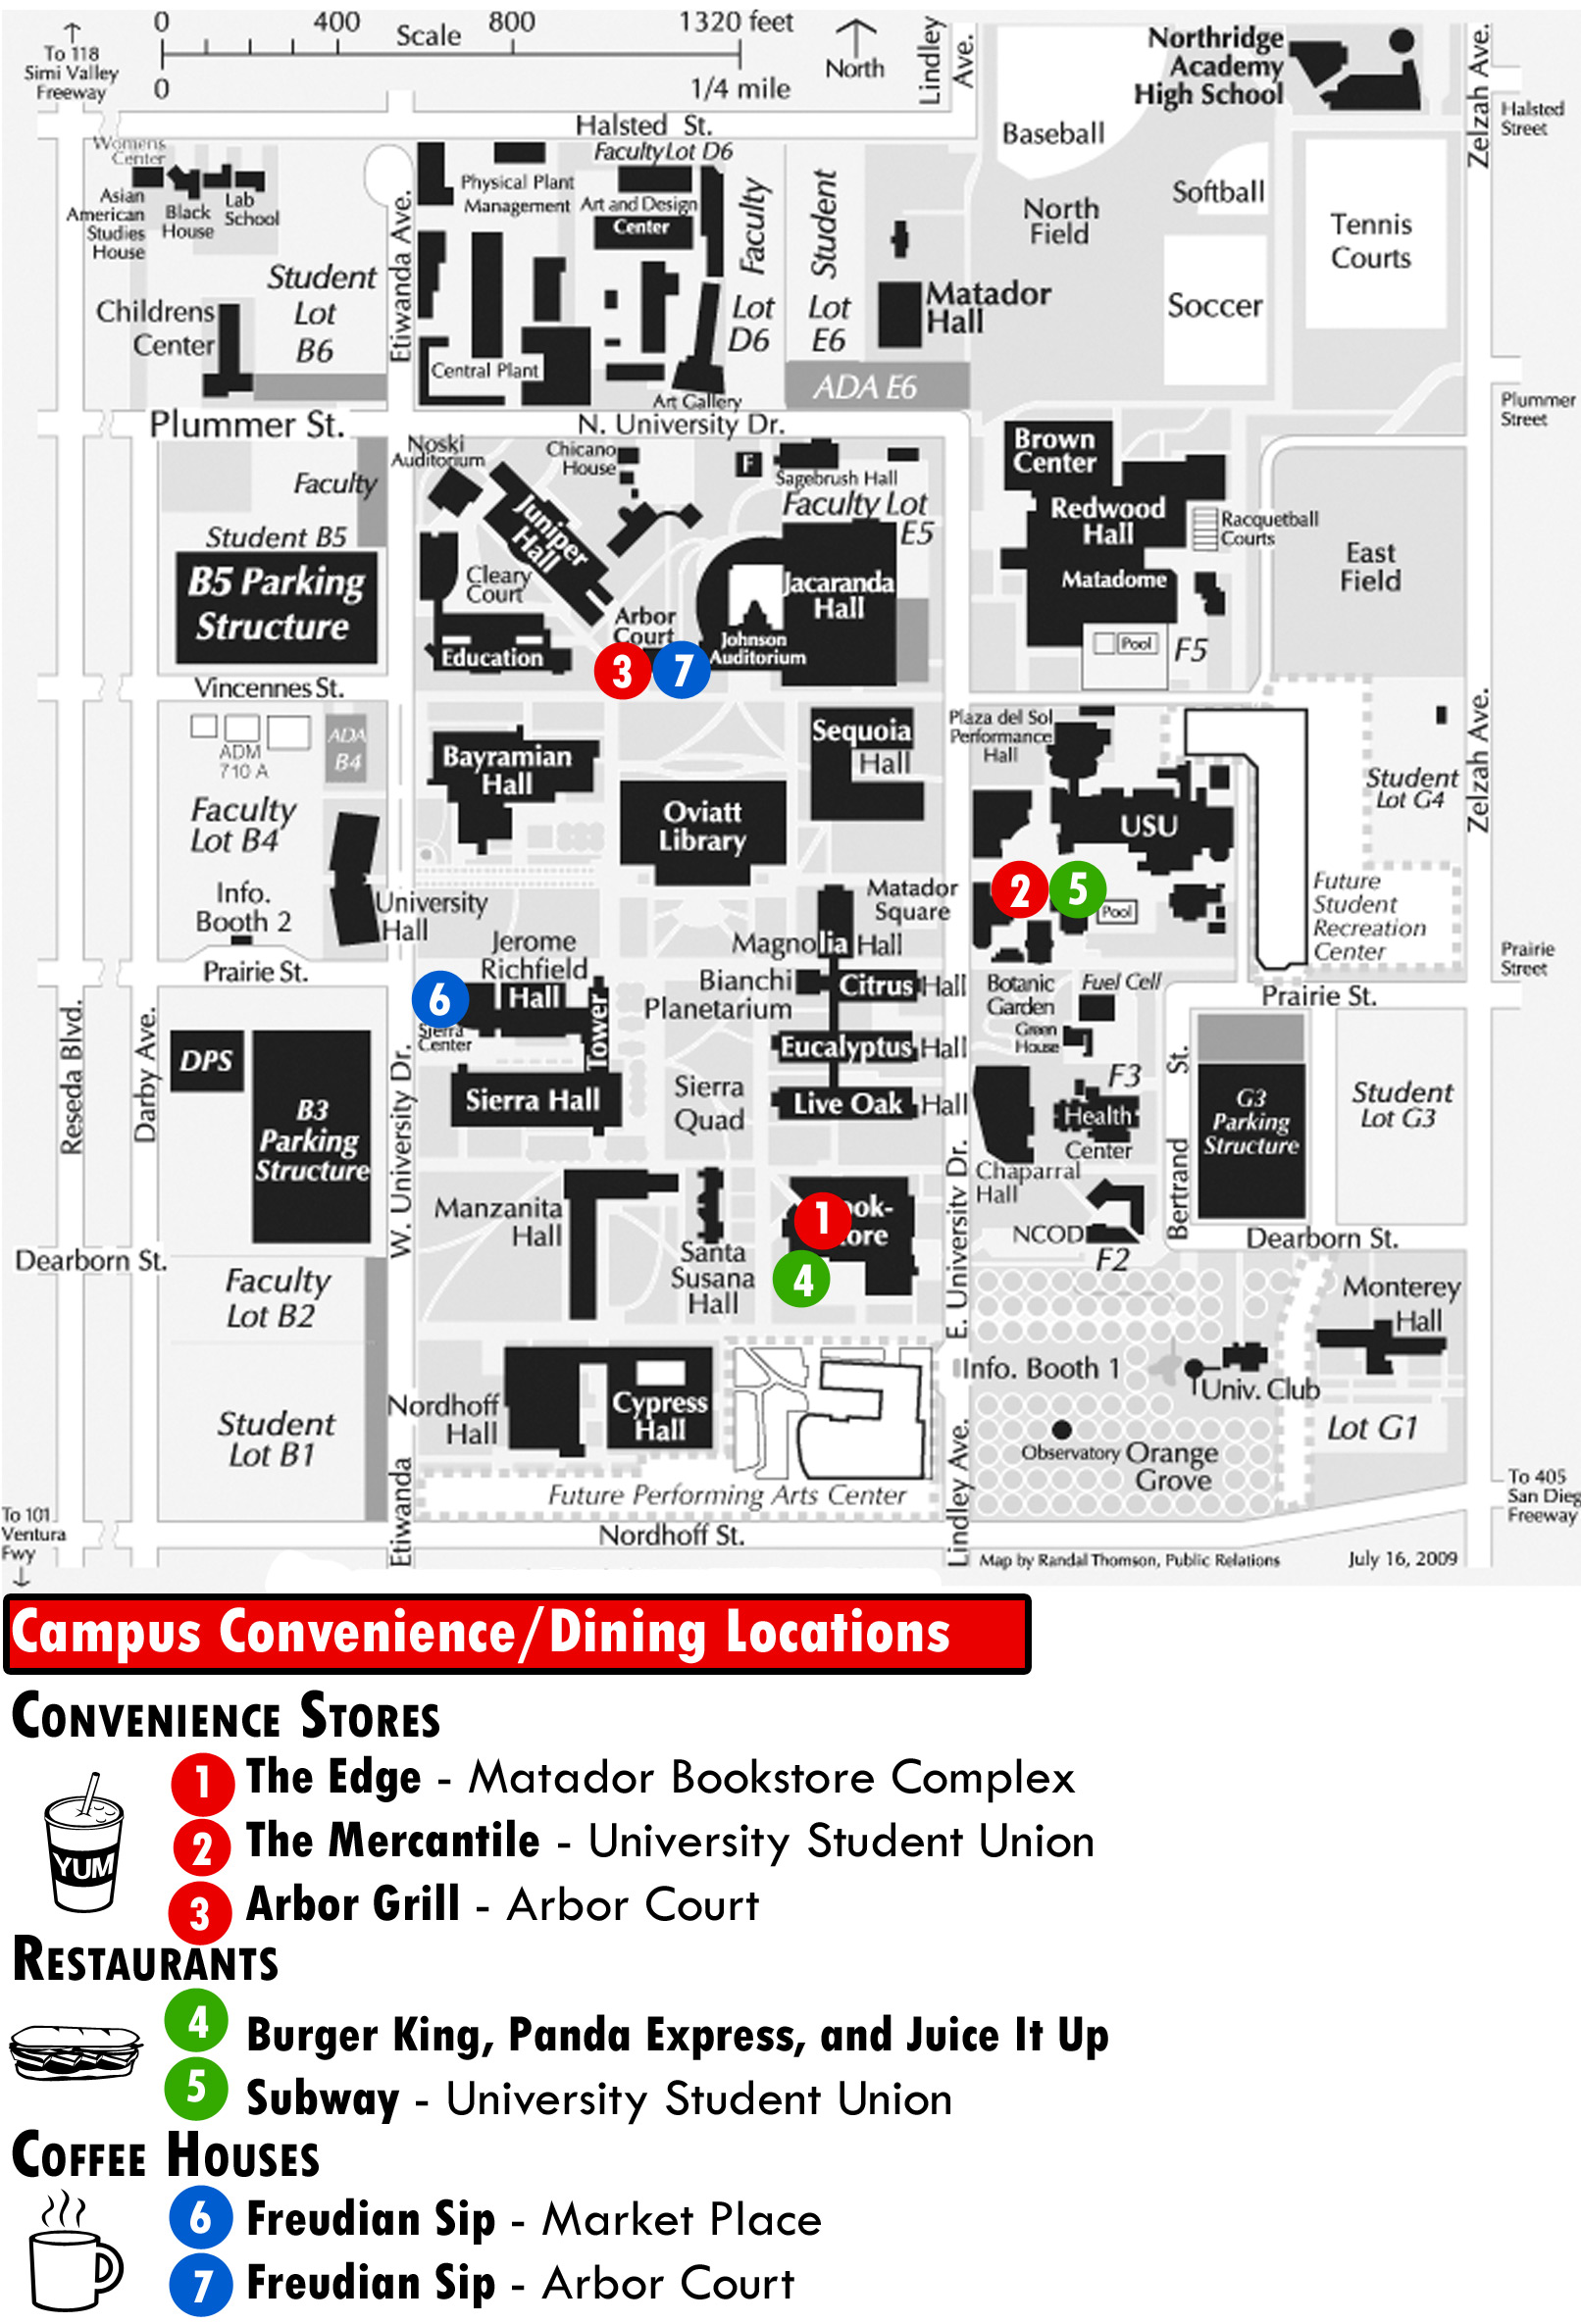 0 400 800 1320 feet
Scale
0 1/4 mile
North
To 118
Simi Valley
Freeway
Lindley
Ave.
Northridge
Academy
High School
Zelzah Ave.
Halsted
Street
Halsted St.
Womens
Center
Asian
American
Studies
House
Black
House
Lab
School
Student
Lot
B6
Childrens
Center
Etiwanda Ave.
Physical Plant
Management
Faculty Lot D6
Art and Design
Center
Central Plant
Art Gallery
Faculty
Lot
D6
Student
Lot
E6
ADA E6
Matador
Hall
Baseball
North
Field
Softball
Soccer
Tennis
Courts
Plummer
Street
Plummer St.
N. University Dr.
Noski
Auditorium
Chicano
House
F
Sagebrush Hall
Faculty Lot
E5
Faculty
Student B5
B5 Parking
Structure
Juniper
Hall
Cleary
Court
Education
Arbor
Court
3
7
Johnson
Auditorium
Jacaranda
Hall
Brown
Center
Redwood
Hall
Matadome
Racquetball
Courts
Pool
F5
East
Field
Vincennes St.
ADM
710 A
ADA
B4
Faculty
Lot B4
Info.
Booth 2
University
Hall
Bayramian
Hall
Oviatt
Library
Sequoia
Hall
Plaza del Sol
Performance
Hall
USU
2
5
Pool
Student
Lot G4
Zelzah Ave.
Future
Student
Recreation
Center
Matador
Square
Magnolia Hall
Bianchi
Planetarium
Citrus Hall
Eucalyptus Hall
Live Oak Hall
Prairie St.
Prairie
Street
Prairie St.
Jerome
Richfield
Hall
6
Sierra
Center
Tower
Sierra Hall
Sierra
Quad
Botanic
Garden
Fuel Cell
Green
House
F3
Health
Center
Chaparral
Hall
NCOD
F2
Bertrand St.
G3
Parking
Structure
Student
Lot G3
Dearborn St.
Reseda Blvd.
Darby Ave.
DPS
B3
Parking
Structure
W. University Dr.
E. University Dr.
Manzanita
Hall
Santa
Susana
Hall
1
ook-
ore
4
Dearborn St.
Faculty
Lot B2
Student
Lot B1
Nordhoff
Hall
Cypress
Hall
Future Performing Arts Center
Info. Booth 1
Univ. Club
Observatory
Orange
Grove
Monterey
Hall
Lot G1
Etiwanda
Lindley Ave.
Nordhoff St.
To 101
Ventura
Fwy
To 405
San Dieg
Freeway
Map by Randal Thomson, Public Relations July 16, 2009
Campus Convenience/Dining Locations
CONVENIENCE STORES
YUM
1 The Edge - Matador Bookstore Complex
2 The Mercantile - University Student Union
3 Arbor Grill - Arbor Court
RESTAURANTS
4 Burger King, Panda Express, and Juice It Up
5 Subway - University Student Union
COFFEE HOUSES
6 Freudian Sip - Market Place
7 Freudian Sip - Arbor Court